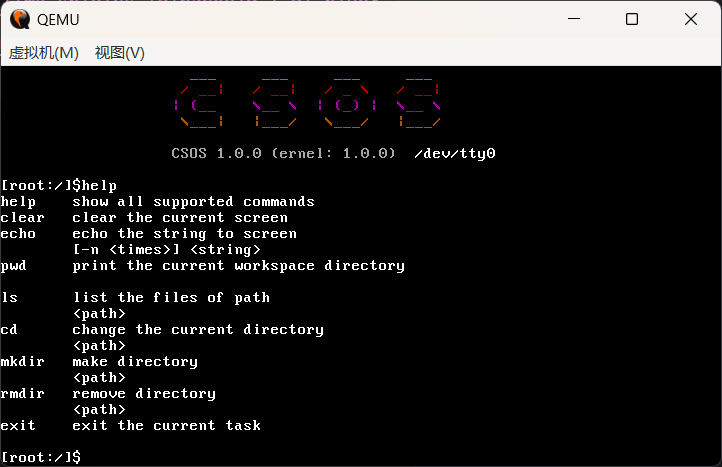 QEMU
虚拟机(M) 视图(V)
CSOS
CSOS 1.0.0 (ernel: 1.0.0) /dev/tty0
[root:/]$help
help show all supported commands
clear clear the current screen
echo echo the string to screen
[-n <times>] <string>
pwd print the current workspace directory
ls list the files of path
<path>
cd change the current directory
<path>
mkdir make directory
<path>
rmdir remove directory
<path>
exit exit the current task
[root:/]$